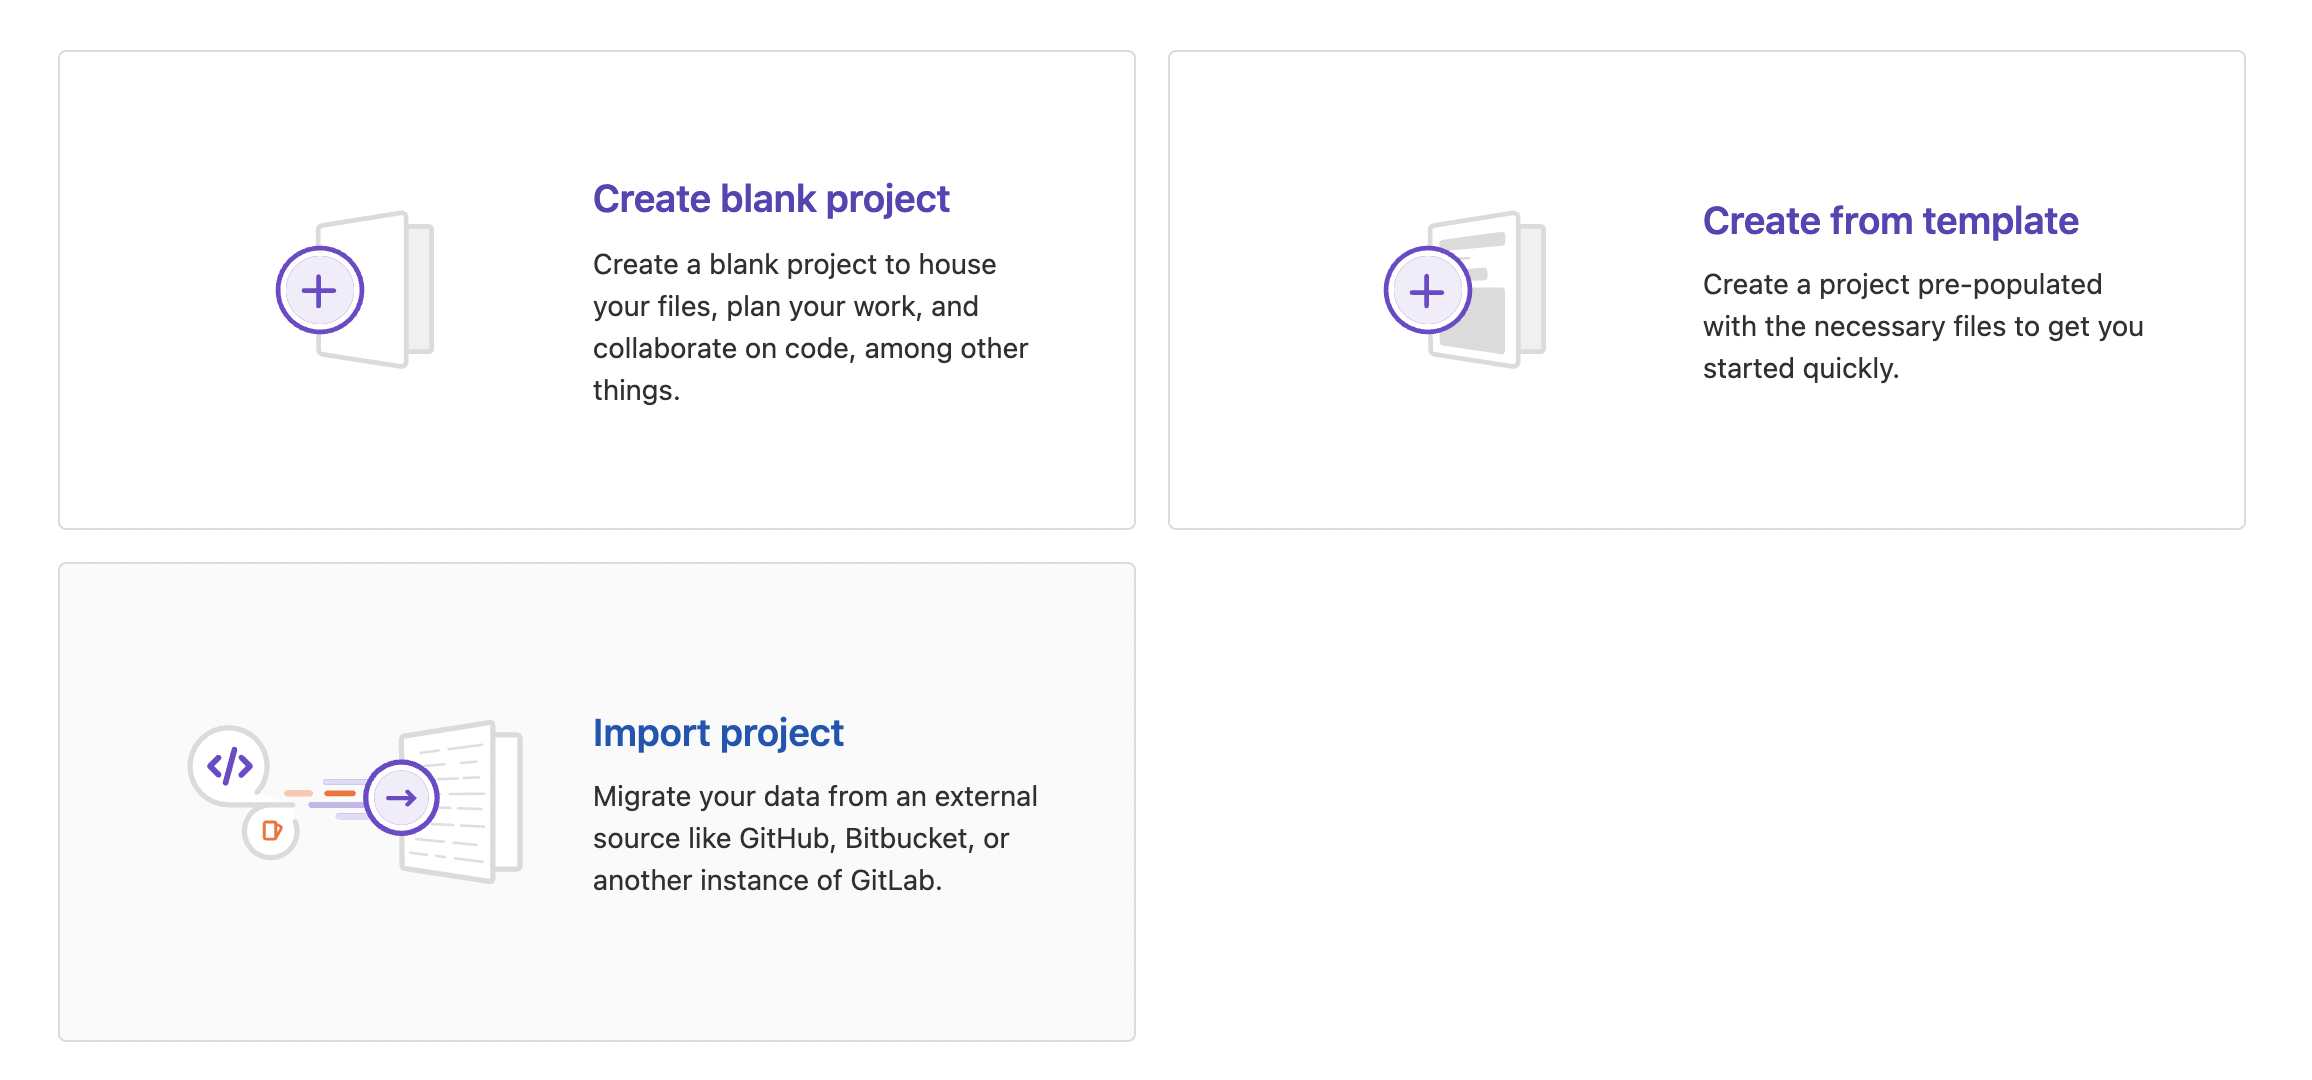 Create blank project
Create a blank project to house
your files, plan your work, and
collaborate on code, among other
things.
Create from template
Create a project pre-populated
with the necessary files to get you
started quickly.
Import project
Migrate your data from an external
source like GitHub, Bitbucket, or
another instance of GitLab.